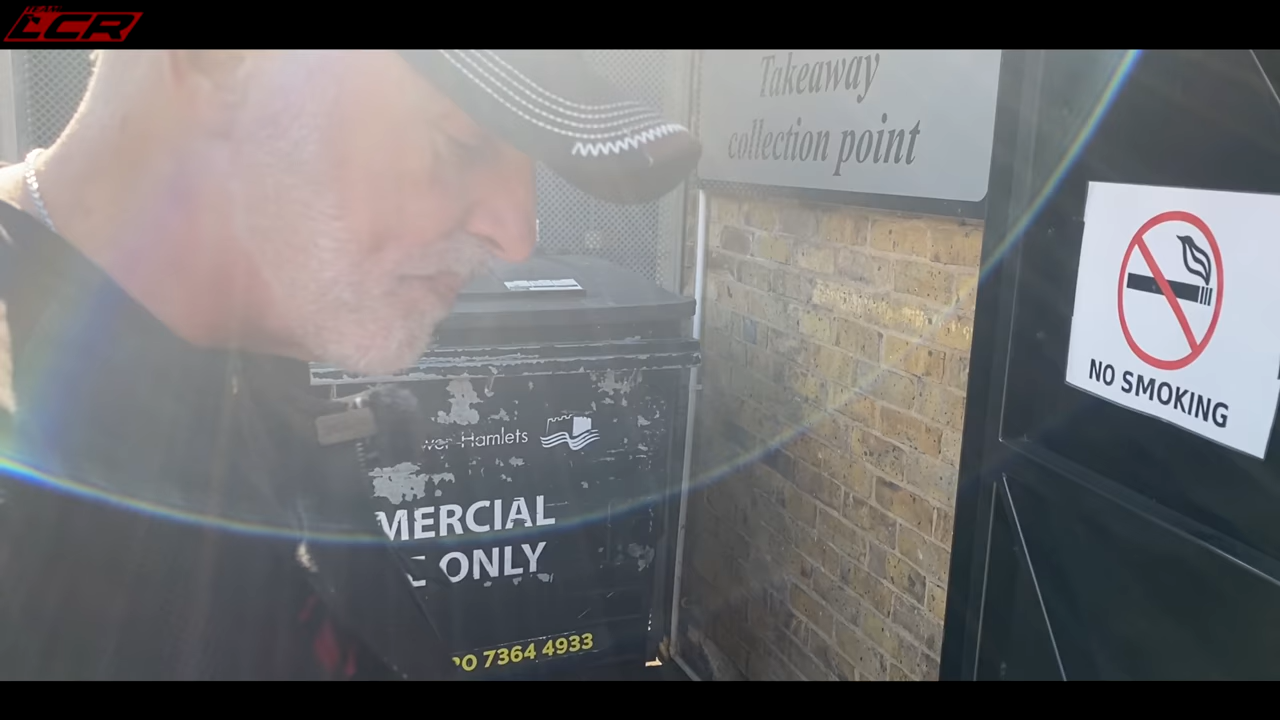 LCR
Takeaway
collection point
NO SMOKING
wer Hamlets
MERCIAL
ONLY
20 7364 4933